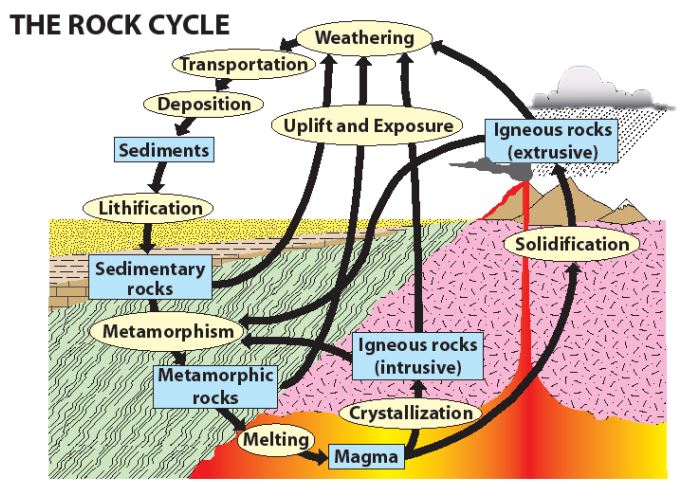 THE ROCK CYCLE
Weathering
Transportation
Deposition
Uplift and Exposure
Igneous rocks
(extrusive)
Sediments
Lithification
Solidification
Sedimentary
rocks
Metamorphism
Igneous rocks
(intrusive)
Metamorphic
rocks
Crystallization
Melting
Magma